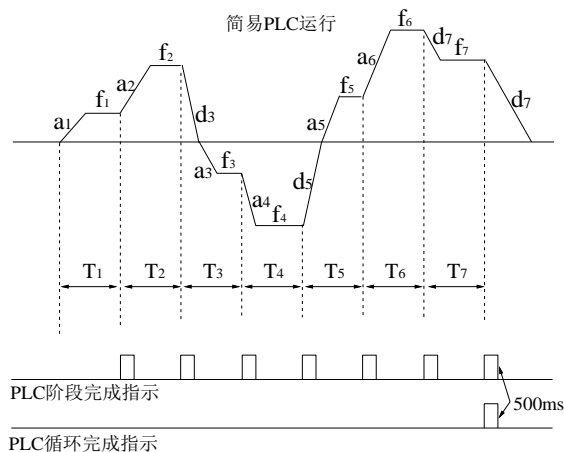 简易PLC运行
a1 f1 a2 f2 d3 a3 f3 a4 f4 d5 a5 f5 a6 f6 d7 f7 d7
T1 T2 T3 T4 T5 T6 T7
PLC阶段完成指示
500ms
PLC循环完成指示